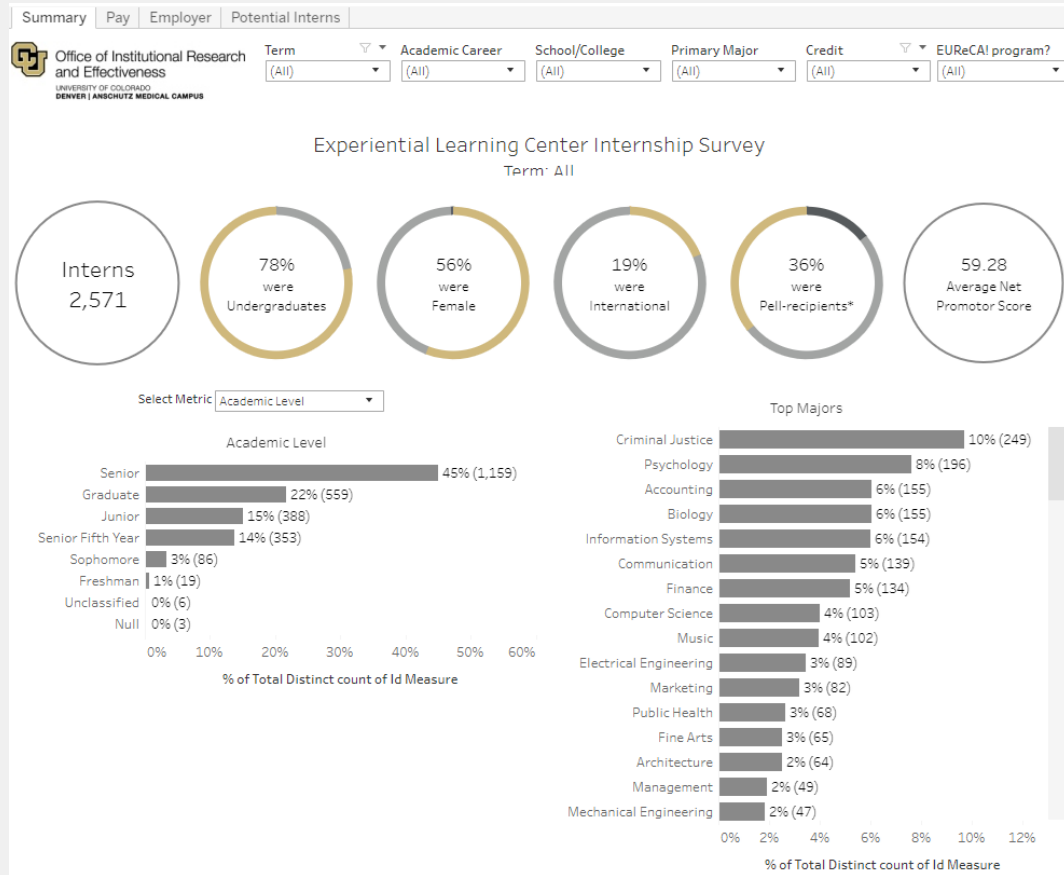 Summary Pay Employer Potential Interns
Office of Institutional Research
and Effectiveness
UNIVERSITY OF COLORADO
DENVER | ANSCHUTZ MEDICAL CAMPUS
Term Academic Career School/College Primary Major Credit EUReCA! program?
(All) (All) (All) (All) (All) (All)
Experiential Learning Center Internship Survey
Term: All
Interns
2,571
78%
were
Undergraduates
56%
were
Female
19%
were
International
36%
were
Pell-recipients*
59.28
Average Net
Promotor Score
Select Metric Academic Level
Academic Level
Senior 45% (1,159)
Graduate 22% (559)
Junior 15% (388)
Senior Fifth Year 14% (353)
Sophomore 3% (86)
Freshman 1% (19)
Unclassified 0% (6)
Null 0% (3)
0% 10% 20% 30% 40% 50% 60%
% of Total Distinct count of Id Measure
Top Majors
Criminal Justice 10% (249)
Psychology 8% (196)
Accounting 6% (155)
Biology 6% (155)
Information Systems 6% (154)
Communication 5% (139)
Finance 5% (134)
Computer Science 4% (103)
Music 4% (102)
Electrical Engineering 3% (89)
Marketing 3% (82)
Public Health 3% (68)
Fine Arts 3% (65)
Architecture 2% (64)
Management 2% (49)
Mechanical Engineering 2% (47)
0% 2% 4% 6% 8% 10% 12%
% of Total Distinct count of Id Measure